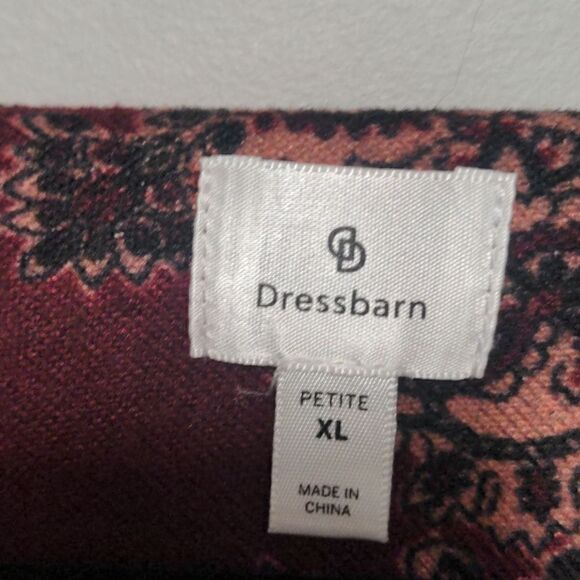 Dressbarn
PETITE
XL
MADE IN
CHINA